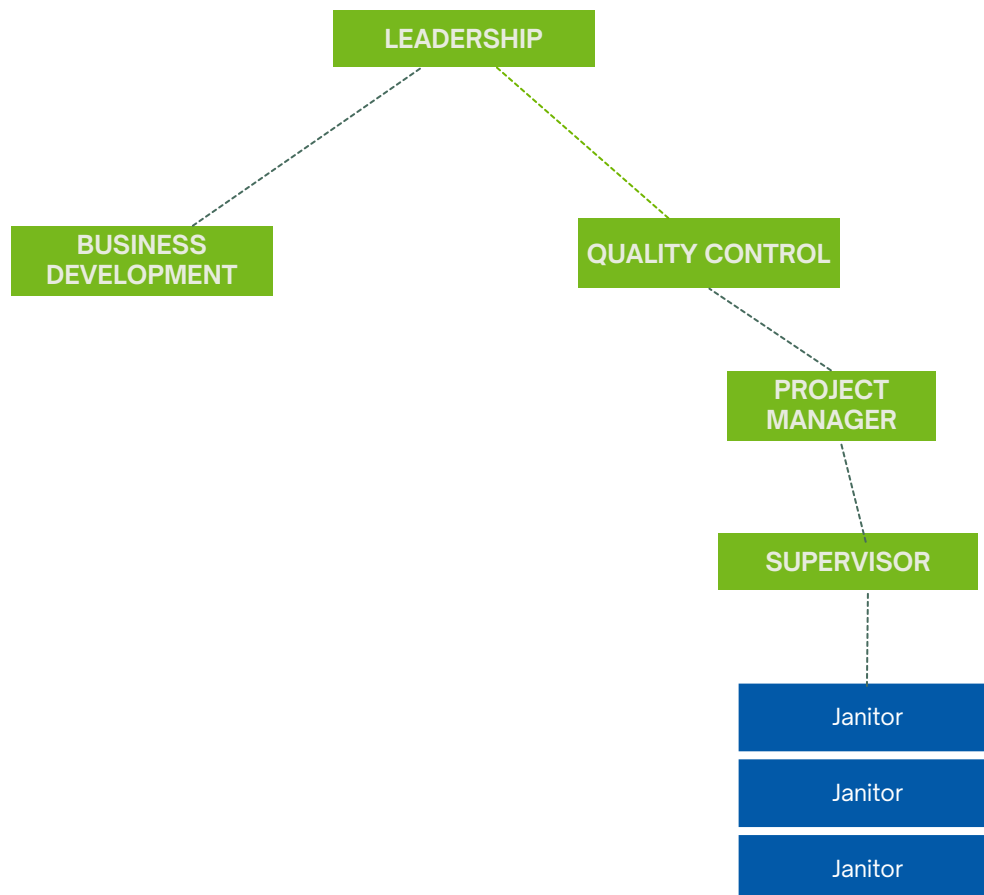 LEADERSHIP
BUSINESS
DEVELOPMENT
QUALITY CONTROL
PROJECT
MANAGER
SUPERVISOR
Janitor
Janitor
Janitor